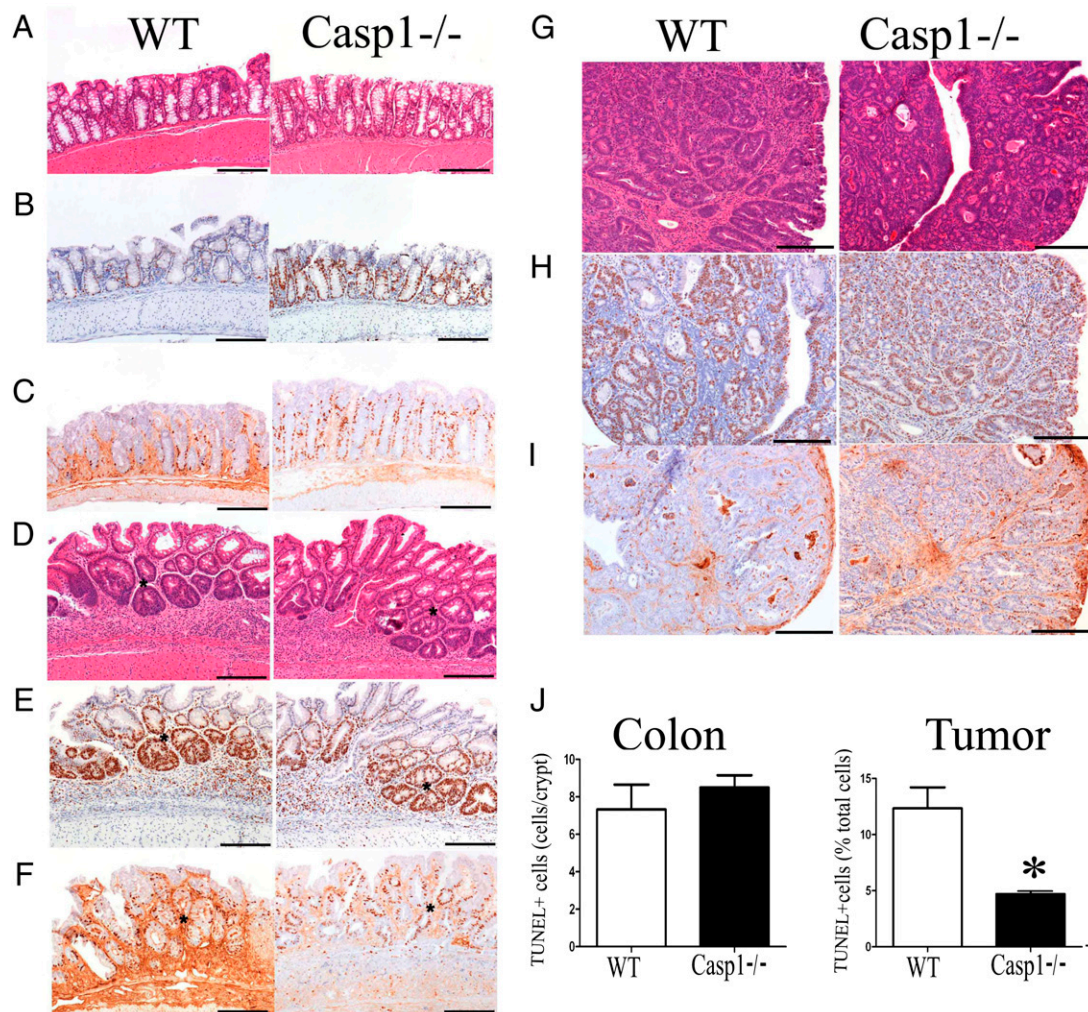 A
WT
Casp1-/-
B
C
D
*
*
E
*
*
F
*
*
G
WT
Casp1-/-
H
I
J
Colon
TUNEL+ cells (cells/crypt)
10
8
6
4
2
0
WT
Casp1-/-
Tumor
TUNEL+cells (% total cells)
15
10
5
0
*
WT
Casp1-/-